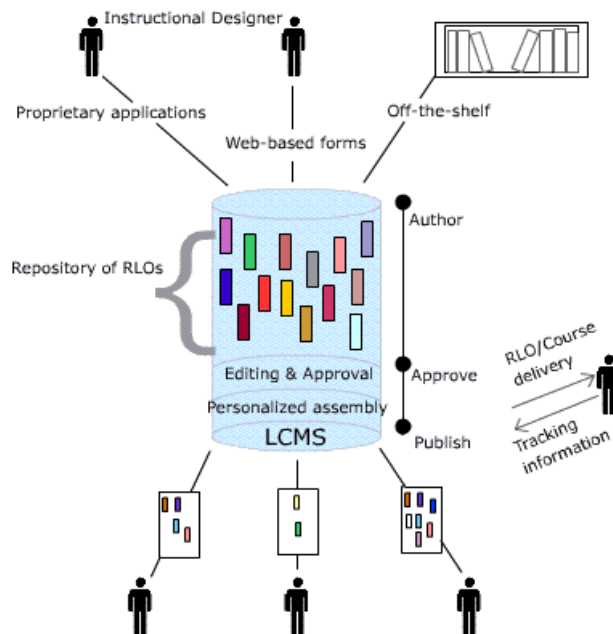 Instructional Designer
Proprietary applications
Web-based forms
Off-the-shelf
Author
Repository of RLOs
Editing & Approval
Approve
RLO/Course
delivery
Personalized assembly
LCMS
Publish
Tracking
information